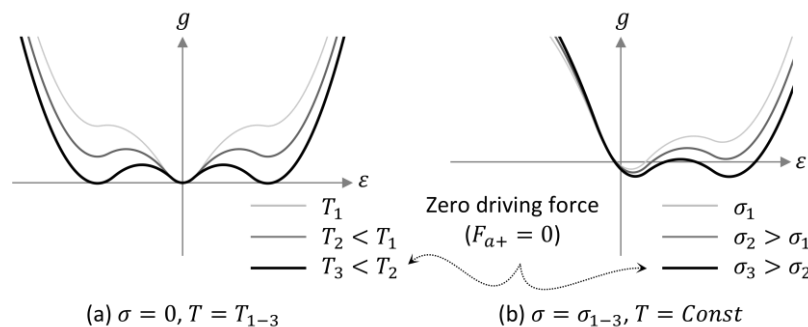 g
g
ε
ε
T₁
T₂ < T₁
T₃ < T₂
Zero driving force
(Fₐ₊ = 0)
σ₁
σ₂ > σ₁
σ₃ > σ₂
(a) σ = 0, T = T₁₋₃
(b) σ = σ₁₋₃, T = Const